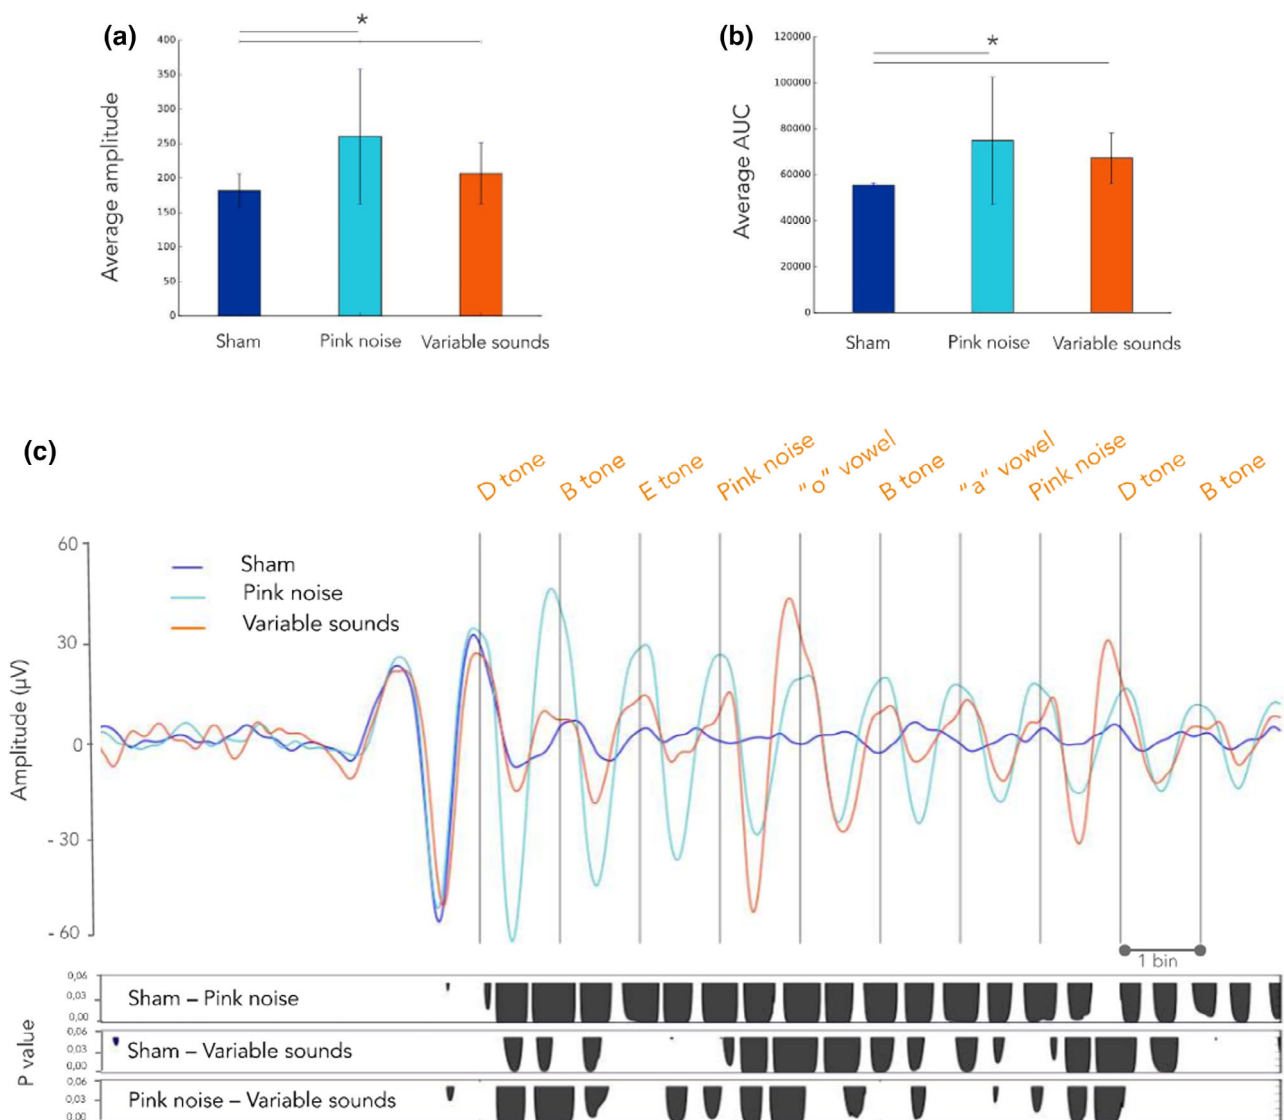 (a)
*
400
350
300
250
200
150
100
50
0
Average amplitude
Sham Pink noise Variable sounds
(b)
*
120000
100000
80000
60000
40000
20000
0
Average AUC
Sham Pink noise Variable sounds
(c)
D tone B tone E tone Pink noise “o” vowel B tone “a” vowel Pink noise D tone B tone
60
30
0
- 30
- 60
Amplitude (µV)
Sham
Pink noise
Variable sounds
1 bin
P value
0,06
0,03
0,00
Sham – Pink noise
0,06
0,03
0,00
Sham – Variable sounds
0,06
0,03
0.00
Pink noise – Variable sounds